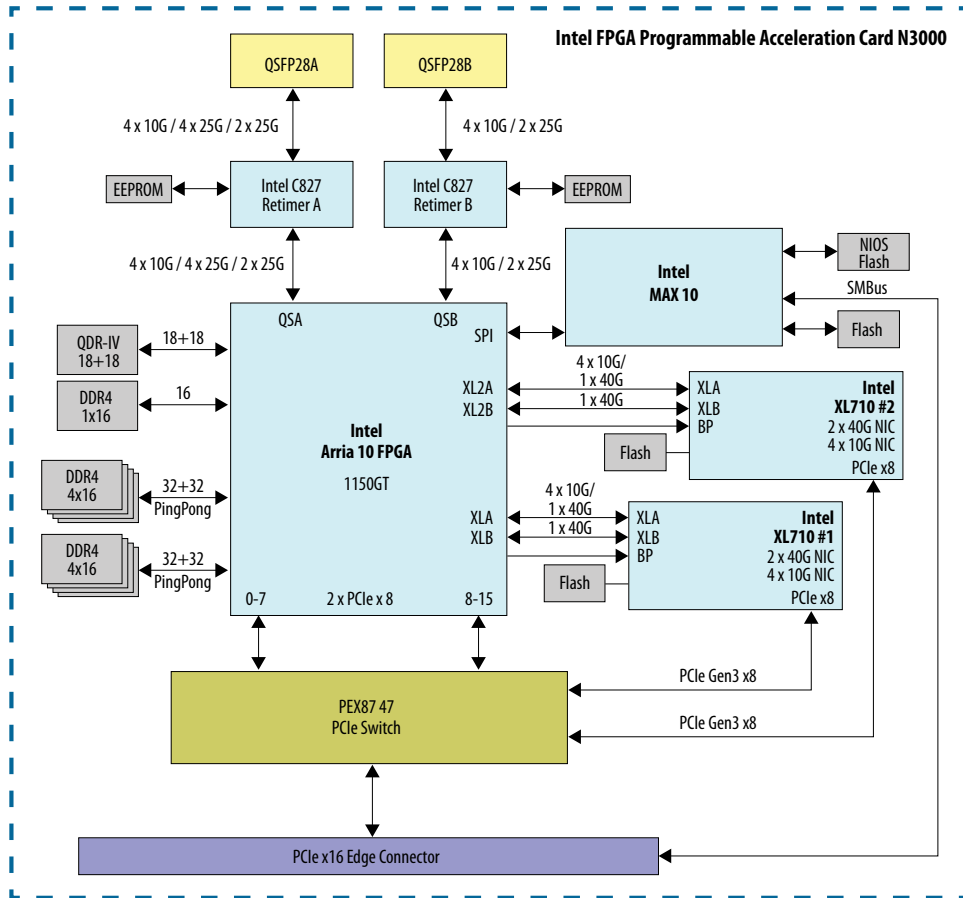 Intel FPGA Programmable Acceleration Card N3000
QSFP28A
QSFP28B
4 x 10G / 4 x 25G / 2 x 25G
4 x 10G / 2 x 25G
EEPROM
Intel C827
Retimer A
Intel C827
Retimer B
EEPROM
4 x 10G / 4 x 25G / 2 x 25G
4 x 10G / 2 x 25G
Intel
MAX 10
NIOS
Flash
SMBus
Flash
QSA
QSB
SPI
QDR-IV
18+18
18+18
DDR4
1x16
16
DDR4
4x16
32+32
PingPong
DDR4
4x16
32+32
PingPong
Intel
Arria 10 FPGA
1150GT
XL2A
XL2B
4 x 10G/
1 x 40G
1 x 40G
XLA
XLB
BP
Intel
XL710 #2
2 x 40G NIC
4 x 10G NIC
PCIe x8
Flash
XLA
XLB
4 x 10G/
1 x 40G
1 x 40G
XLA
XLB
BP
Intel
XL710 #1
2 x 40G NIC
4 x 10G NIC
PCIe x8
Flash
0-7
2 x PCIe x 8
8-15
PEX87 47
PCIe Switch
PCIe Gen3 x8
PCIe Gen3 x8
PCIe x16 Edge Connector